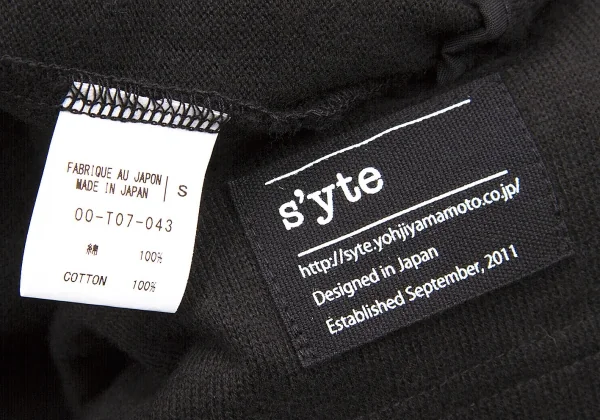 FABRIQUE AU JAPON
MADE IN JAPAN
S
00-T07-043
綿 100%
COTTON 100%
s'yte
http://syte.yohjiyamamoto.co.jp/
Designed in Japan
Established September, 2011